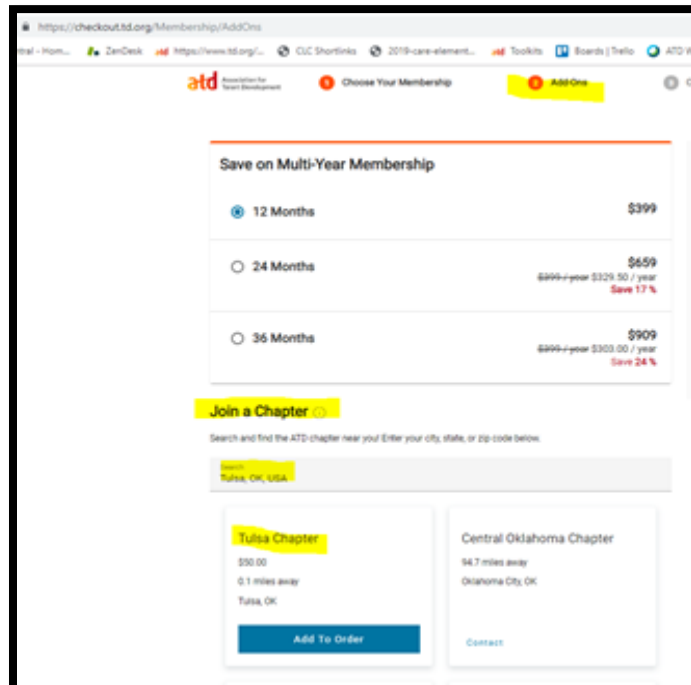 https://checkout.td.org/Membership/AddOns
ntral - Hom... ZenDesk https://www.td.org/... CLC Shortlinks 2019-care-element... Toolkits Boards | Trello ATD W
atd Association for Talent Development 1 Choose Your Membership 2 Add-Ons 3 C
Save on Multi-Year Membership
12 Months $399
24 Months $659
$399 / year $329.50 / year
Save 17 %
36 Months $909
$399 / year $303.00 / year
Save 24 %
Join a Chapter
Search and find the ATD chapter near you! Enter your city, state, or zip code below.
Search
Tulsa, OK, USA
Tulsa Chapter
$50.00
0.1 miles away
Tulsa, OK
Add To Order
Central Oklahoma Chapter
94.7 miles away
Oklahoma City, OK
Contact